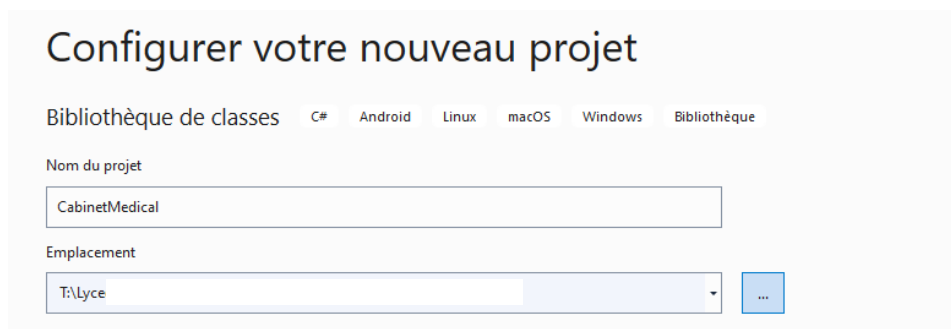 Configurer votre nouveau projet
Bibliothèque de classes C# Android Linux macOS Windows Bibliothèque
Nom du projet
CabinetMedical
Emplacement
T:\Lyce
...